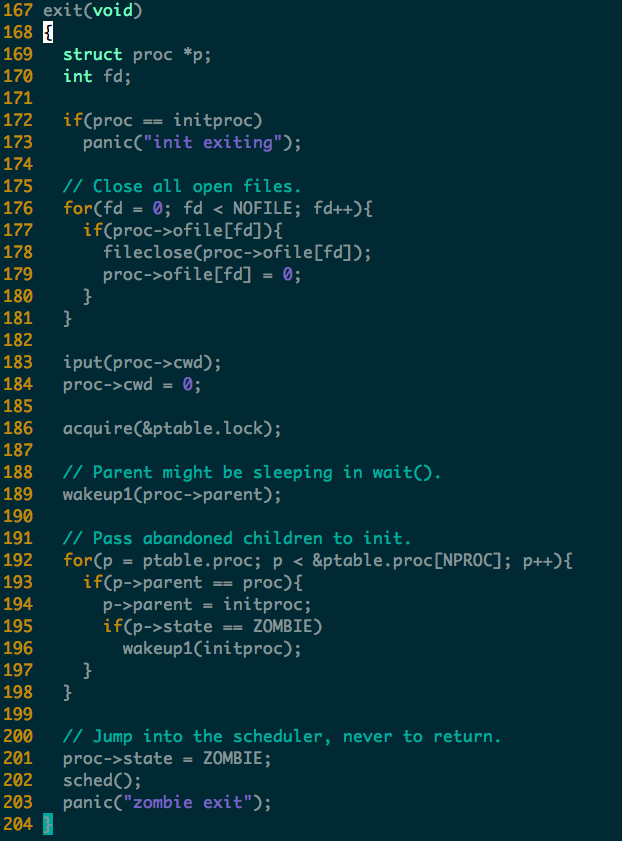 167 exit(void)
168 {
169   struct proc *p;
170   int fd;
171
172   if(proc == initproc)
173     panic("init exiting");
174
175   // Close all open files.
176   for(fd = 0; fd < NOFILE; fd++){
177     if(proc->ofile[fd]){
178       fileclose(proc->ofile[fd]);
179       proc->ofile[fd] = 0;
180     }
181   }
182
183   iput(proc->cwd);
184   proc->cwd = 0;
185
186   acquire(&ptable.lock);
187
188   // Parent might be sleeping in wait().
189   wakeup1(proc->parent);
190
191   // Pass abandoned children to init.
192   for(p = ptable.proc; p < &ptable.proc[NPROC]; p++){
193     if(p->parent == proc){
194       p->parent = initproc;
195       if(p->state == ZOMBIE)
196         wakeup1(initproc);
197     }
198   }
199
200   // Jump into the scheduler, never to return.
201   proc->state = ZOMBIE;
202   sched();
203   panic("zombie exit");
204 }